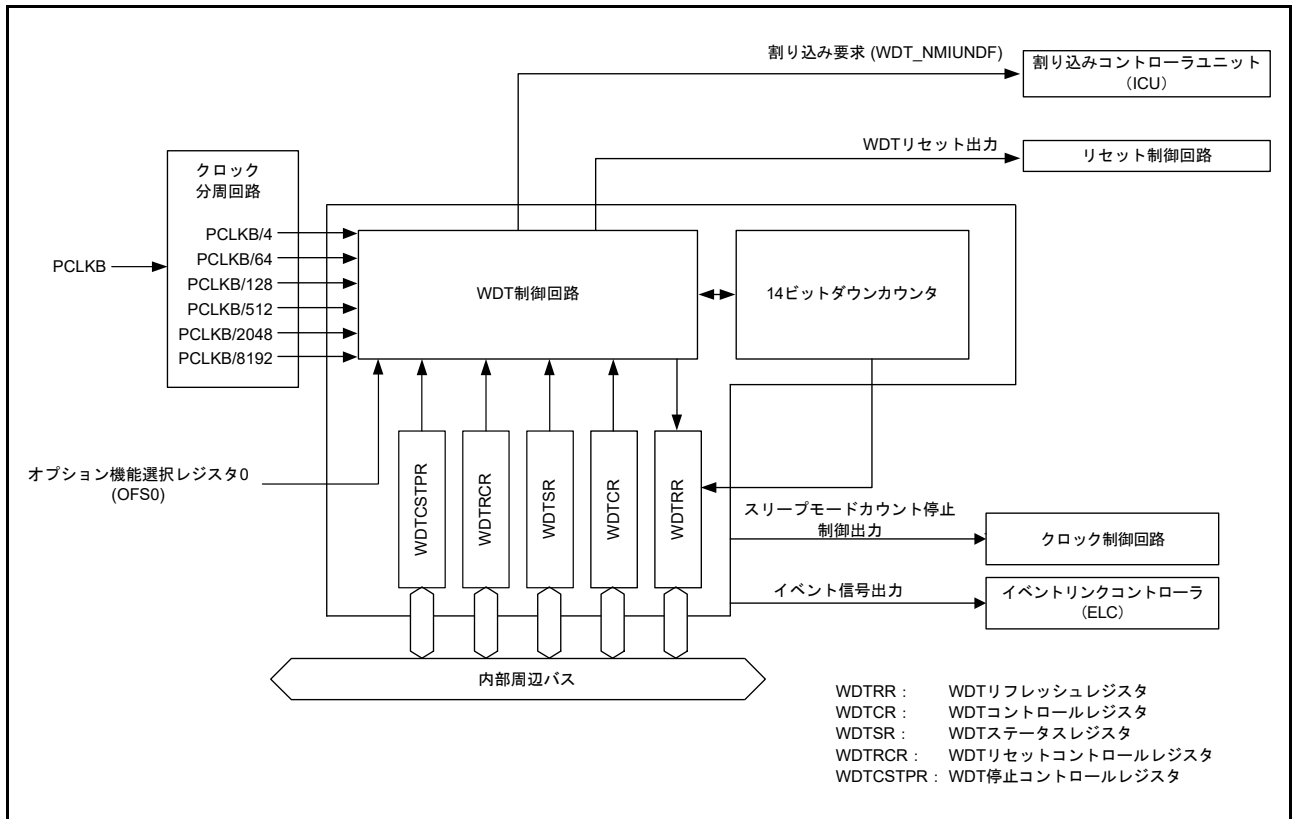 割り込み要求 (WDT_NMIUNDF)
割り込みコントローラユニット
（ICU）
WDTリセット出力
リセット制御回路
クロック
分周回路
PCLKB
PCLKB/4
PCLKB/64
PCLKB/128
PCLKB/512
PCLKB/2048
PCLKB/8192
WDT制御回路
14ビットダウンカウンタ
オプション機能選択レジスタ0
(OFS0)
WDTCSTPR
WDTRCR
WDTSR
WDTCR
WDTRR
スリープモードカウント停止
制御出力
クロック制御回路
イベント信号出力
イベントリンクコントローラ
（ELC）
内部周辺バス
WDTRR： WDTリフレッシュレジスタ
WDTCR： WDTコントロールレジスタ
WDTSR： WDTステータスレジスタ
WDTRCR： WDTリセットコントロールレジスタ
WDTCSTPR： WDT停止コントロールレジスタ